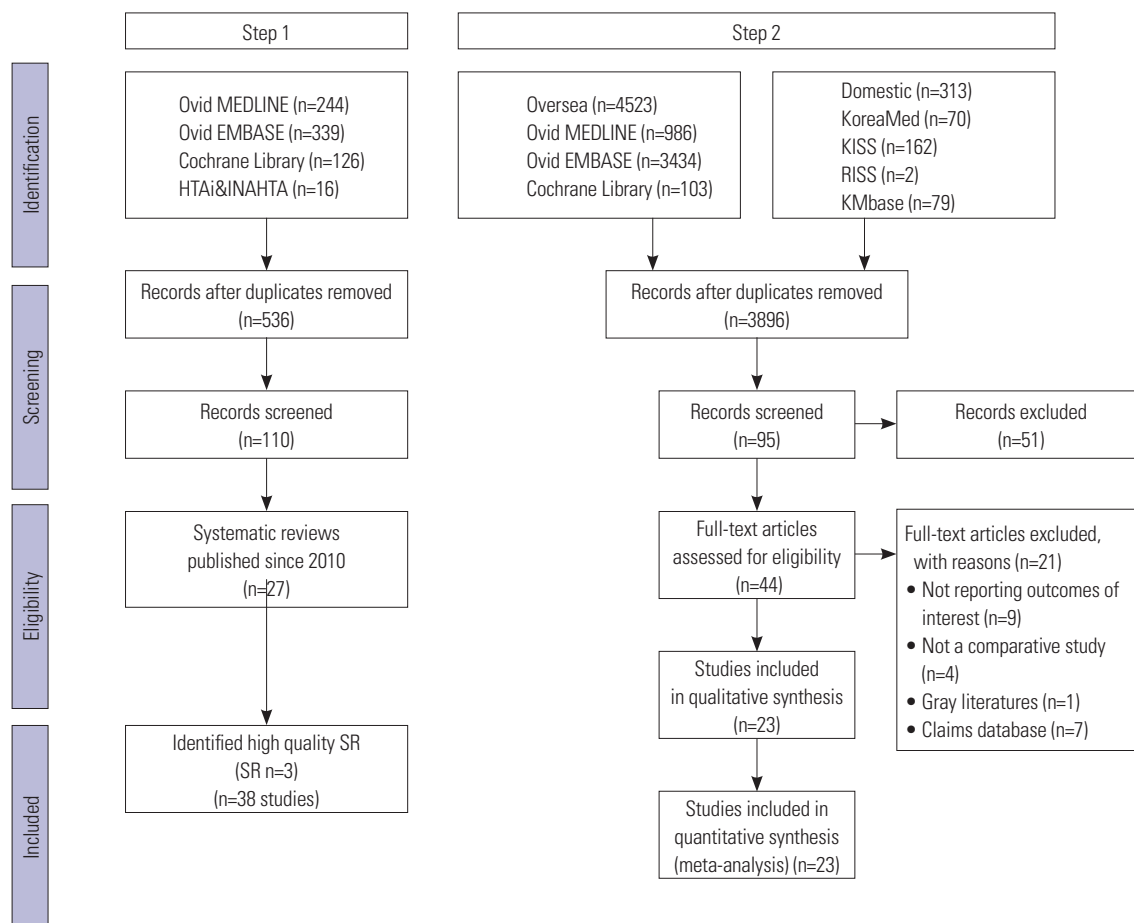 Step 1
Step 2
Identification
Ovid MEDLINE (n=244)
Ovid EMBASE (n=339)
Cochrane Library (n=126)
HTAi&INAHTA (n=16)
Oversea (n=4523)
Ovid MEDLINE (n=986)
Ovid EMBASE (n=3434)
Cochrane Library (n=103)
Domestic (n=313)
KoreaMed (n=70)
KISS (n=162)
RISS (n=2)
KMbase (n=79)
Screening
Records after duplicates removed
(n=536)
Records after duplicates removed
(n=3896)
Records screened
(n=110)
Records screened
(n=95)
Records excluded
(n=51)
Eligibility
Systematic reviews
published since 2010
(n=27)
Full-text articles
assessed for eligibility
(n=44)
Full-text articles excluded,
with reasons (n=21)
• Not reporting outcomes of
interest (n=9)
• Not a comparative study
(n=4)
• Gray literatures (n=1)
• Claims database (n=7)
Studies included
in qualitative synthesis
(n=23)
Included
Identified high quality SR
(SR n=3)
(n=38 studies)
Studies included in
quantitative synthesis
(meta-analysis) (n=23)